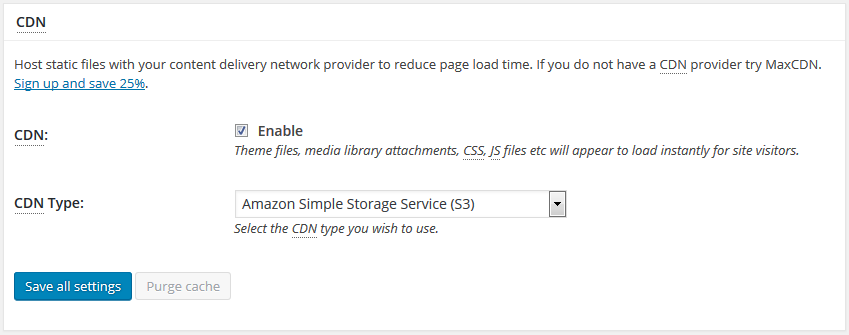 CDN
Host static files with your content delivery network provider to reduce page load time. If you do not have a CDN provider try MaxCDN.
Sign up and save 25%.
CDN:
Enable
Theme files, media library attachments, CSS, JS files etc will appear to load instantly for site visitors.
CDN Type:
Amazon Simple Storage Service (S3)
Select the CDN type you wish to use.
Save all settings
Purge cache